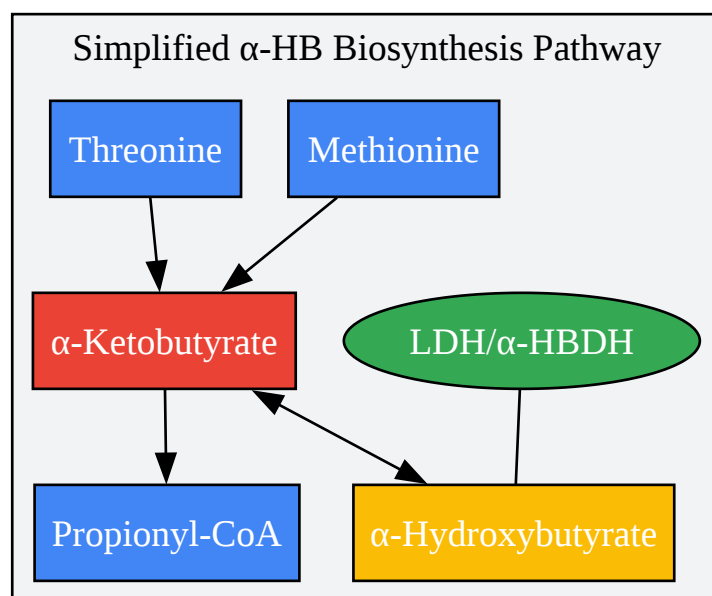 Simplified α-HB Biosynthesis Pathway
Threonine
Methionine
α-Ketobutyrate
LDH/α-HBDH
Propionyl-CoA
α-Hydroxybutyrate